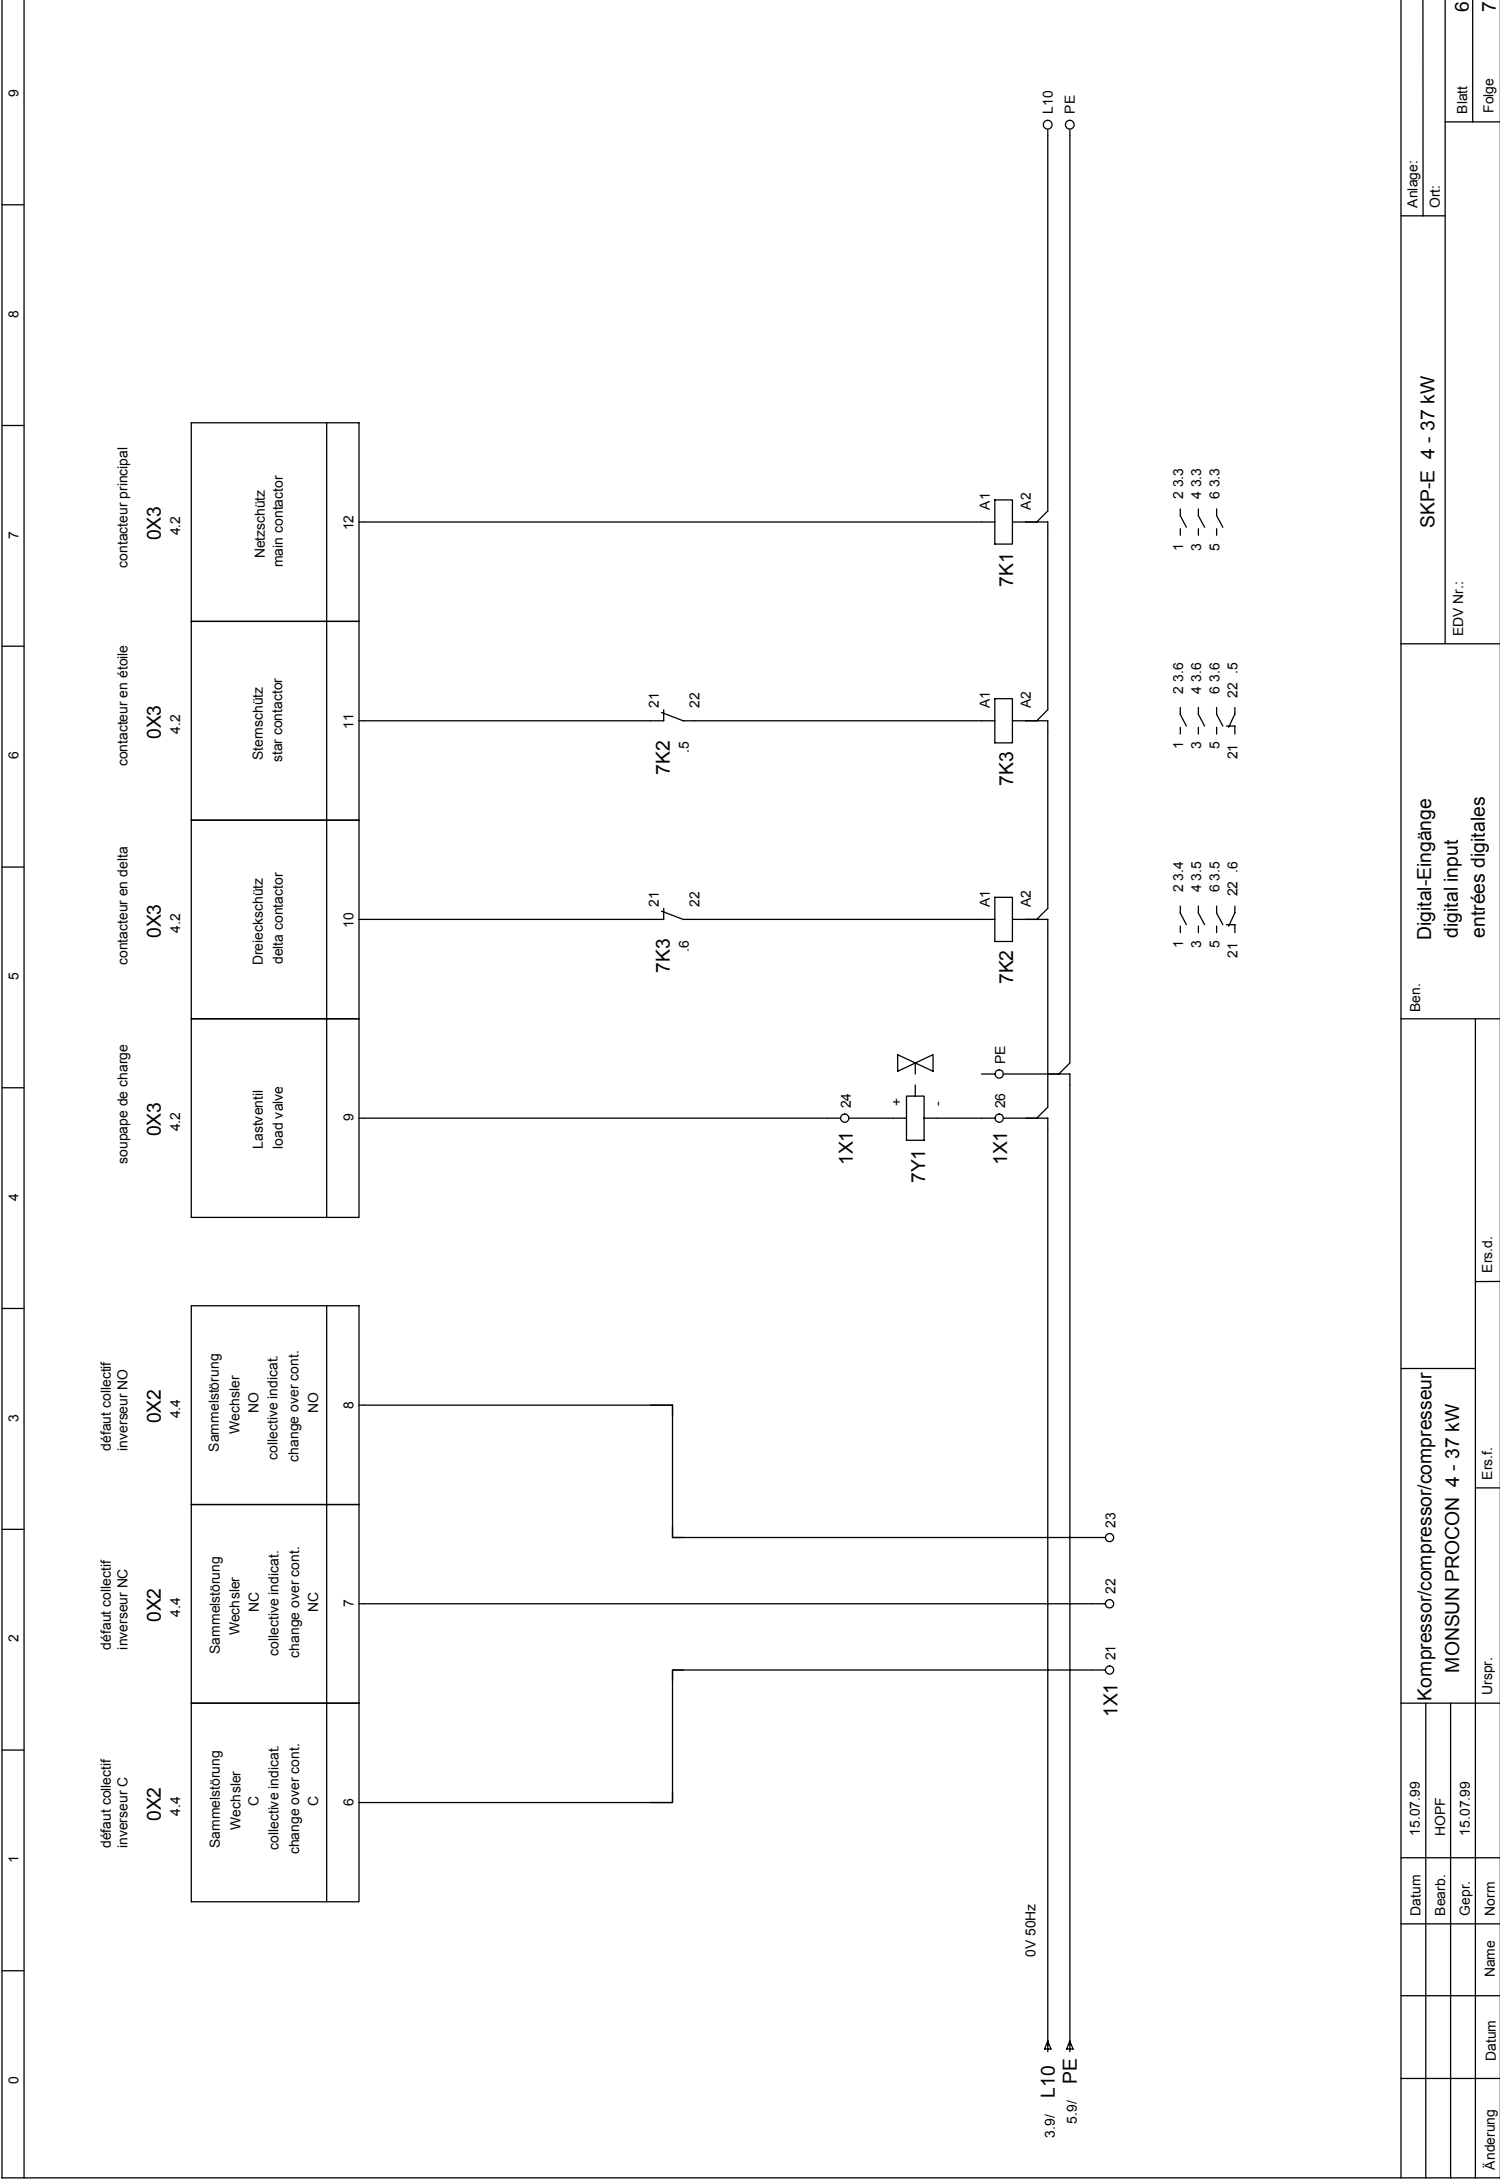 0 1 2 3 4 5 6 7 8 9
défaut collectif
inverseur C
0X2
4.4
Sammelstörung
Wechsler
C
collective indicat.
change over cont.
C
6
défaut collectif
inverseur NC
0X2
4.4
Sammelstörung
Wechsler
NC
collective indicat.
change over cont.
NC
7
défaut collectif
inverseur NO
0X2
4.4
Sammelstörung
Wechsler
NO
collective indicat.
change over cont.
NO
8
soupape de charge
0X3
4.2
Lastventil
load valve
9
contacteur en delta
0X3
4.2
Dreieckschütz
delta contactor
10
contacteur en étoile
0X3
4.2
Sternschütz
star contactor
11
contacteur principal
0X3
4.2
Netzschütz
main contactor
12
7K3
.6
21
22
7K2
.5
21
22
1X1 24
7Y1
+
-
1X1 26
PE
7K2
A1
A2
7K3
A1
A2
7K1
A1
A2
0V 50Hz
3.9/ L10
5.9/ PE
L10
PE
1X1 21
22
23
1 2 3.4
3 4 3.5
5 6 3.5
21 22 .6
1 2 3.6
3 4 3.6
5 6 3.6
21 22 .5
1 2 3.3
3 4 3.3
5 6 3.3
Änderung
Datum
Name
Datum 15.07.99
Bearb. HOPF
Gepr. 15.07.99
Norm
Kompressor/compressor/compresseur
MONSUN PROCON 4 - 37 kW
Urspr.
Ers.f.
Ers.d.
Ben.
Digital-Eingänge
digital input
entrées digitales
SKP-E 4 - 37 kW
EDV Nr.:
Anlage:
Ort:
Blatt 6
Folge 7